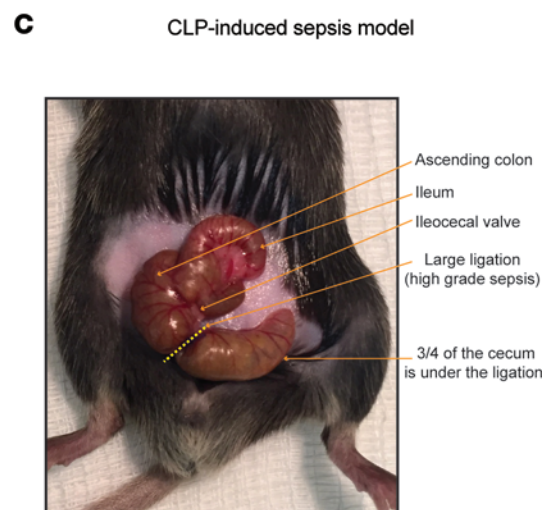 c
CLP-induced sepsis model
Ascending colon
Ileum
Ileocecal valve
Large ligation
(high grade sepsis)
3/4 of the cecum
is under the ligation